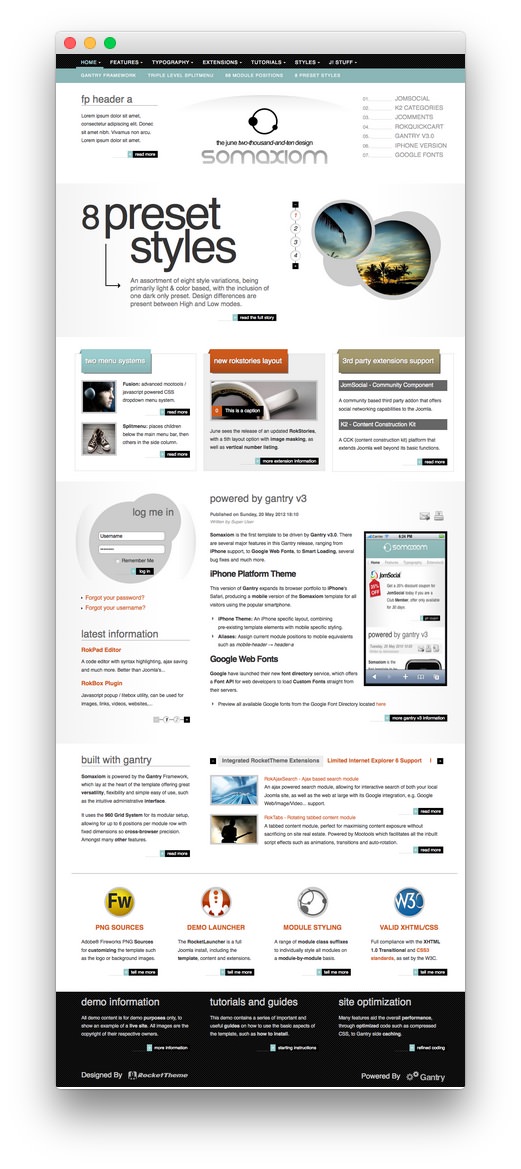 HOME FEATURES TYPOGRAPHY EXTENSIONS TUTORIALS STYLES J! STUFF
GANTRY FRAMEWORK TRIPLE LEVEL SPLITMENU 68 MODULE POSITIONS 8 PRESET STYLES
fp header a
Lorem ipsum dolor sit amet,
consectetur adipiscing elit. Donec
sit amet nibh. Vivamus non arcu.
Lorem ipsum dolor sit amet,
read more
the june two-thousand-and-ten design
somaxiom
01. JOMSOCIAL
02. K2 CATEGORIES
03. JCOMMENTS
04. ROKQUICKCART
05. GANTRY V3.0
06. IPHONE VERSION
07. GOOGLE FONTS
8 preset
styles
An assortment of eight style variations, being
primarily light & color based, with the inclusion of
one dark only preset. Design differences are
present between High and Low modes.
read the full story
1
2
3
4
two menu systems
Fusion: advanced mootools /
javascript powered CSS
dropdown menu system.
read more
Splitmenu: places children
below the main menu bar, then
others in the side column.
read more
new rokstories layout
This is a caption
June sees the release of an updated RokStories,
with a 5th layout option with image masking, as
well as vertical number listing.
more extension information
3rd party extensions support
JomSocial - Community Component
A community based third party addon that offers
social networking capabilities to the Joomla.
K2 - Content Construction Kit
A CCK (content construction kit) platform that
extends Joomla well beyond its basic functions.
read more
log me in
Username
Remember Me
log in
Forgot your password?
Forgot your username?
latest information
RokPad Editor
A code editor with syntax highlighting, ajax saving
and much more. Better than Joomla's...
RokBox Plugin
Javascript popup / litebox utility, can be used for
images, links, videos, websites,...
powered by gantry v3
Published on Sunday, 20 May 2012 18:10
Written by Super User
Somaxiom is the first template to be driven by Gantry v3.0. There
are several major features in this Gantry release, ranging from
iPhone support, to Google Web Fonts, to Smart Loading, several
bug fixes and much more.
iPhone Platform Theme
This version of Gantry expands its browser portfolio to iPhone's
Safari, producing a mobile version of the Somaxiom template for all
visitors using the popular smartphone.
iPhone Theme: An iPhone specific layout, combining
pre-existing template elements with mobile specific styling.
Aliases: Assign current module positions to mobile equivalents
such as mobile-header → header-a
Google Web Fonts
Google have launched their new font directory service, which offers
a Font API for web developers to load Custom Fonts straight from
their servers.
Preview all available Google fonts from the Google Font Directory located here
more gantry v3 information
somaxiom
JomSocial
Get a 20% discount coupon for
JomSocial today if you are a
Club Member, offer only available
for 30 days.
powered by gantry v3
built with gantry
Somaxiom is powered by the Gantry Framework,
which lay at the heart of the template offering great
versatility, flexibility and simple easy of use, such
as the intuitive administrative interface.
It uses the 960 Grid System for its modular setup,
allowing for up to 6 positions per module row with
fixed dimensions so cross-browser precision.
Amongst many other features.
read more
Integrated RocketTheme Extensions Limited Internet Explorer 6 Support
RokAjaxSearch - Ajax based search module
An ajax powered search module, allowing for interactive search of both your local
Joomla site, as well as the web at large via its Google integration, e.g. Google
Web/Image/Video... support.
read more
RokTabs - Rotating tabbed content module
A tabbed content module, perfect for maximising content exposure without
sacrificing on site real estate. Powered by Mootools which facilitates all the inbuilt
script effects such as animations, transitions and auto-rotation.
read more
Fw
W3C
PNG SOURCES
Adobe® Fireworks PNG Sources
for customizing the template such
as the logo or background images.
tell me more
DEMO LAUNCHER
The RocketLauncher is a full
Joomla install, including the
template, content and extensions.
tell me more
MODULE STYLING
A range of module class suffixes
to individually style all modules on
a module-by-module basis.
tell me more
VALID XHTML/CSS
Full compliance with the XHTML
1.0 Transitional and CSS3
standards, as set by the W3C.
tell me more
demo information
All demo content is for demo purposes only, to
show an example of a live site. All images are the
copyright of their respective owners.
more information
tutorials and guides
This demo contains a series of important and
useful guides on how to use the basic aspects of
the template, such as how to install.
starting instructions
site optimization
Many features aid the overall performance,
through optimized code such as compressed
CSS, to Gantry side caching.
refined coding
Designed By RocketTheme
Powered By Gantry